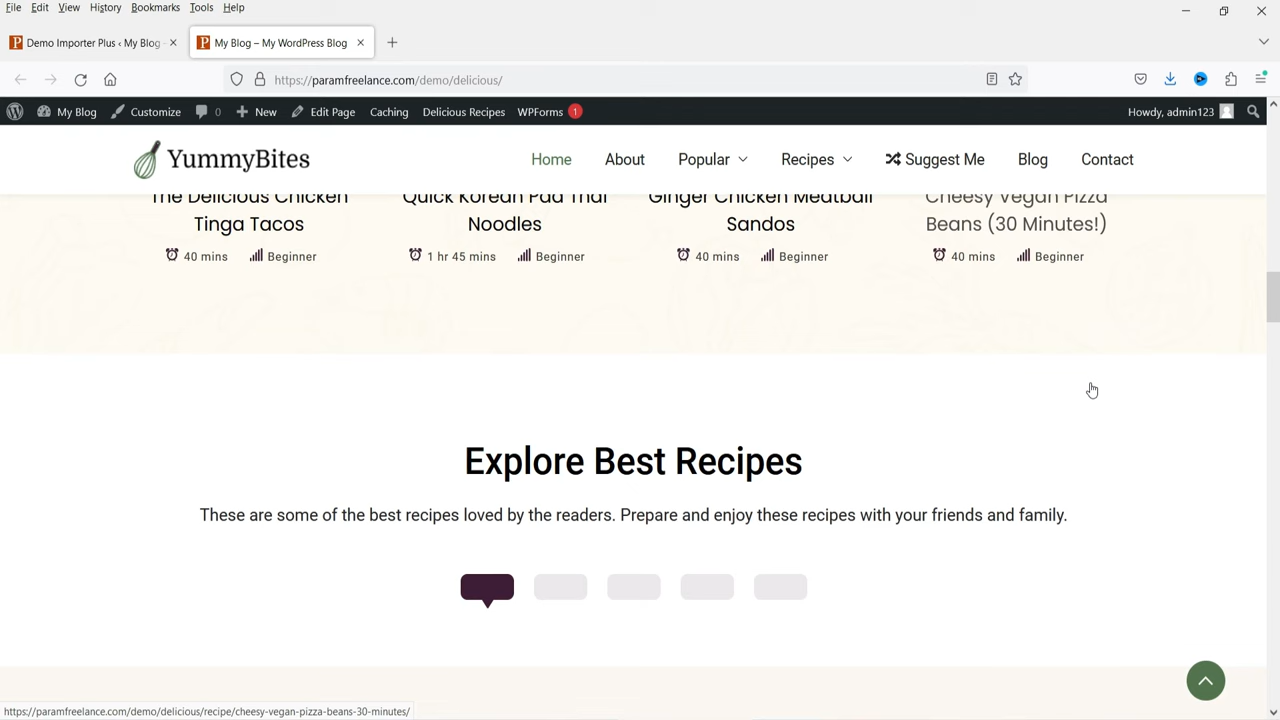 File Edit View History Bookmarks Tools Help
Demo Importer Plus ‹ My Blog
My Blog – My WordPress Blog
https://paramfreelance.com/demo/delicious/
My Blog Customize 0 New Edit Page Caching Delicious Recipes WPForms 1 Howdy, admin123
YummyBites Home About Popular Recipes Suggest Me Blog Contact
The Delicious Chicken
Tinga Tacos
40 mins Beginner
Quick Korean Pad Thai
Noodles
1 hr 45 mins Beginner
Ginger Chicken Meatball
Sandos
40 mins Beginner
Cheesy Vegan Pizza
Beans (30 Minutes!)
40 mins Beginner
Explore Best Recipes
These are some of the best recipes loved by the readers. Prepare and enjoy these recipes with your friends and family.
https://paramfreelance.com/demo/delicious/recipe/cheesy-vegan-pizza-beans-30-minutes/